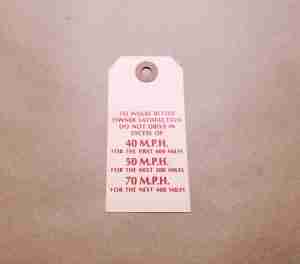 TO INSURE BETTER
OWNER SATISFACTION
DO NOT DRIVE IN
EXCESS OF
40 M.P.H.
FOR THE FIRST 400 MILES
50 M.P.H.
FOR THE NEXT 200 MILES
70 M.P.H.
FOR THE NEXT 400 MILES